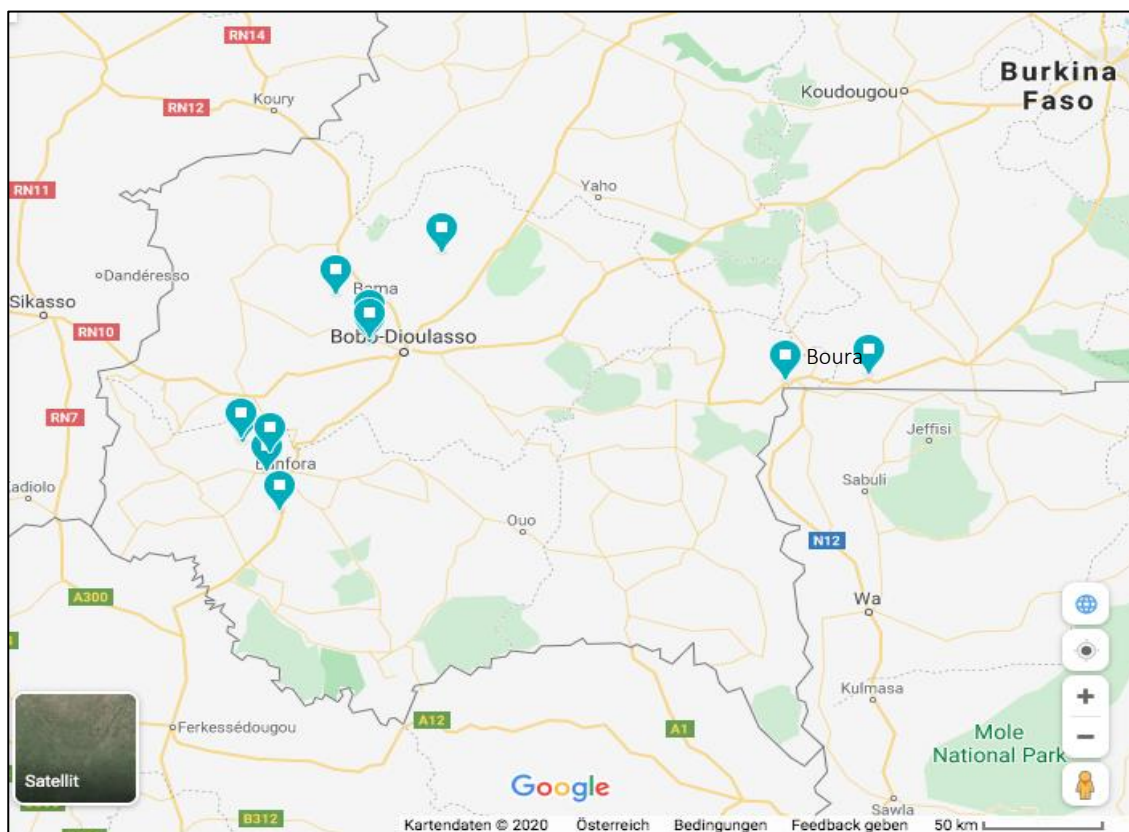 RN14
Burkina
Faso
Koudougou
Koury
RN12
RN11
Yaho
Dandéresso
Bama
Sikasso
RN10
Bobo-Dioulasso
Boura
RN7
Jeffisi
Banfora
Sabuli
Ouo
N12
A300
Wa
Kulmasa
Ferkessédougou
A12
A1
Mole
National Park
Satellit
Google
Sawla
B312
Kartendaten © 2020 Österreich Bedingungen Feedback geben 50 km